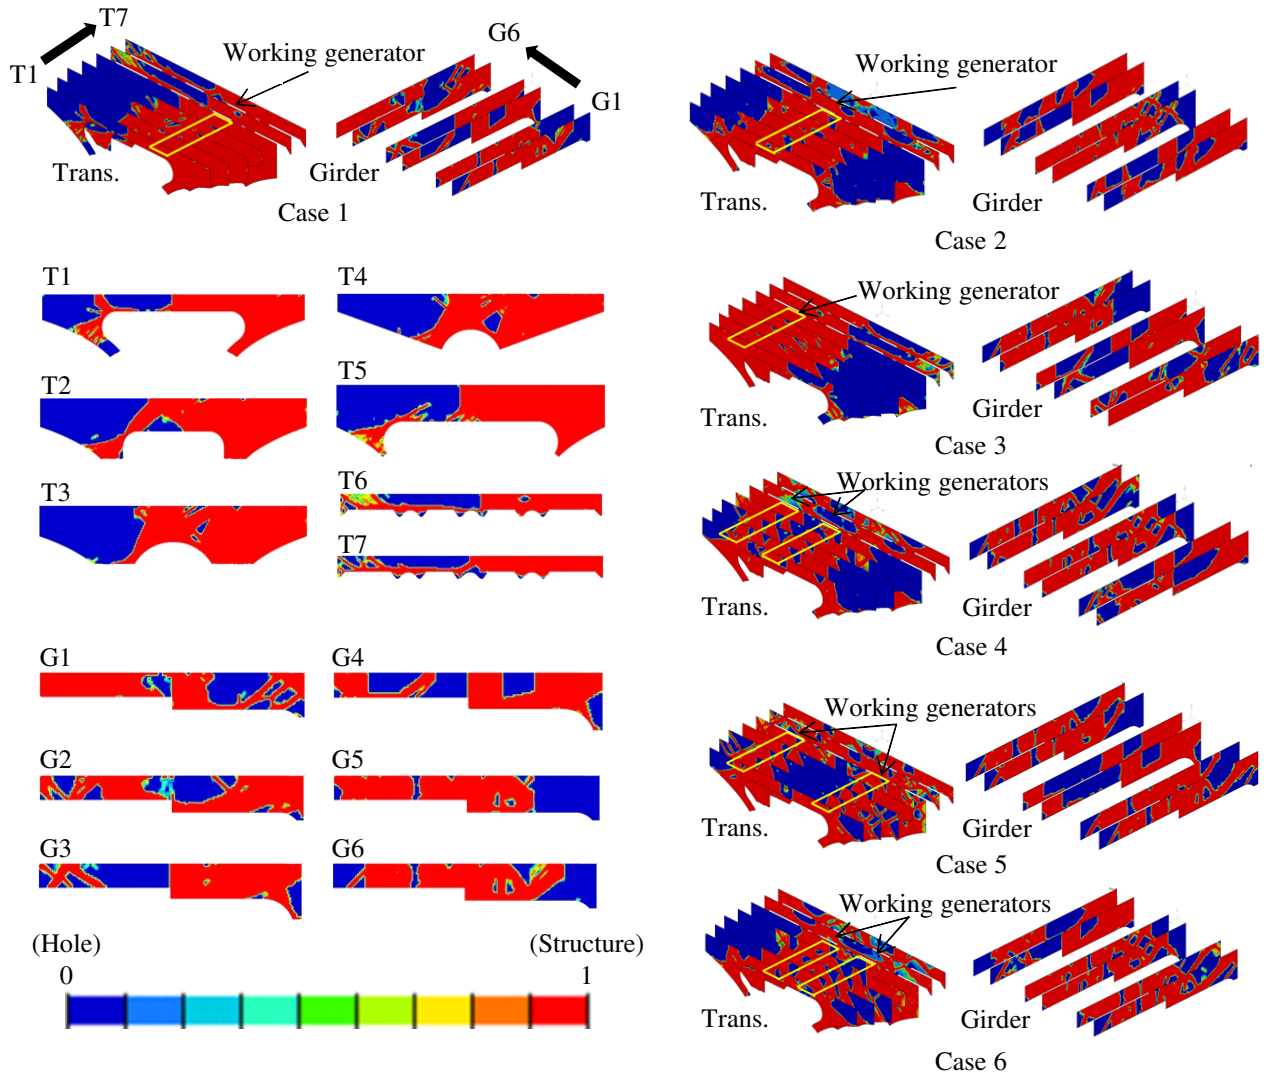 T7
T1
Working generator
G6
G1
Trans.
Girder
Case 1
T1
T4
T2
T5
T3
T6
T7
G1
G4
G2
G5
G3
G6
(Hole)
(Structure)
0
1
Working generator
Trans.
Girder
Case 2
Working generator
Trans.
Girder
Case 3
Working generators
Trans.
Girder
Case 4
Working generators
Trans.
Girder
Case 5
Working generators
Trans.
Girder
Case 6